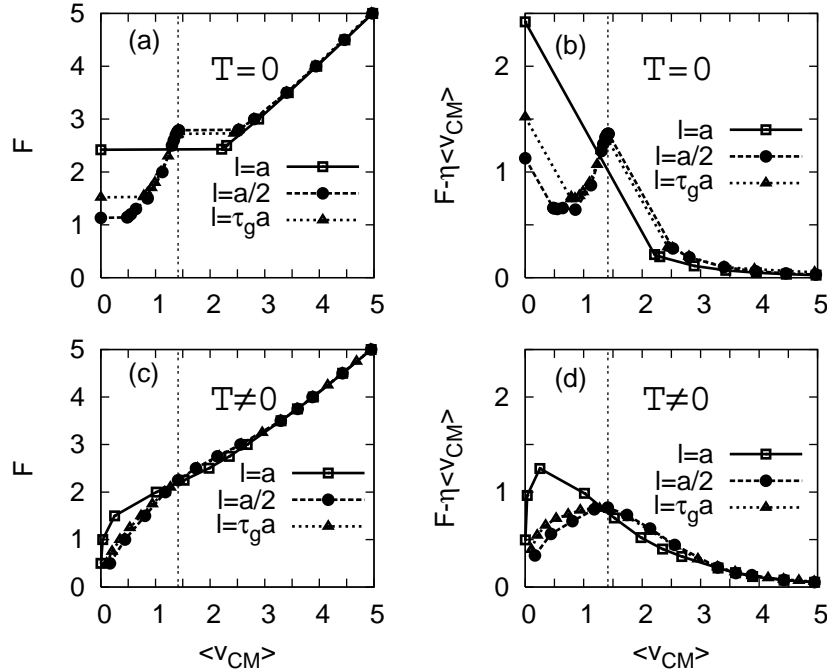 (a)
T=0
F
5
4
3
2
1
0
l=a
l=a/2
l=τga
0 1 2 3 4 5
(b)
T=0
F-η<vCM>
2
1
0
l=a
l=a/2
l=τga
0 1 2 3 4 5
(c)
T≠0
F
5
4
3
2
1
0
l=a
l=a/2
l=τga
0 1 2 3 4 5
<vCM>
(d)
T≠0
F-η<vCM>
2
1
0
l=a
l=a/2
l=τga
0 1 2 3 4 5
<vCM>